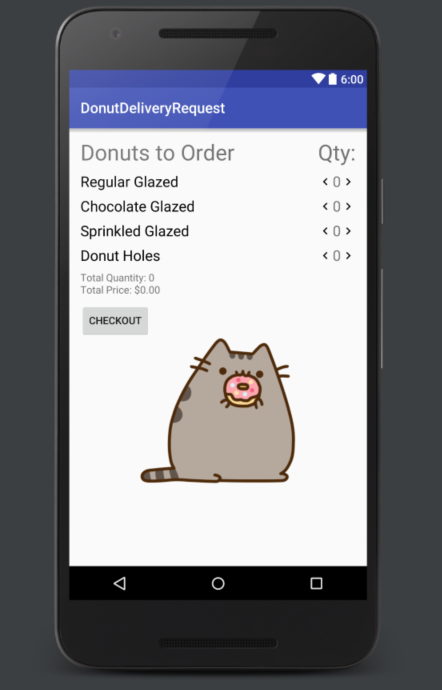 6:00
DonutDeliveryRequest
Donuts to Order Qty:
Regular Glazed < 0 >
Chocolate Glazed < 0 >
Sprinkled Glazed < 0 >
Donut Holes < 0 >
Total Quantity: 0
Total Price: $0.00
CHECKOUT